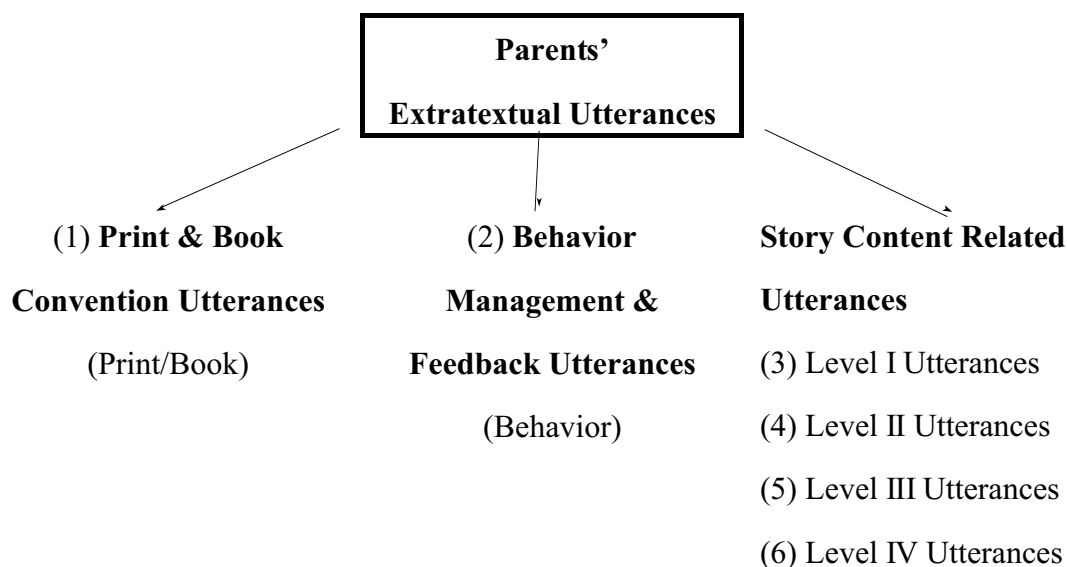 Parents’
Extratextual Utterances
(1) Print & Book
Convention Utterances
(Print/Book)
(2) Behavior
Management &
Feedback Utterances
(Behavior)
Story Content Related
Utterances
(3) Level I Utterances
(4) Level II Utterances
(5) Level III Utterances
(6) Level IV Utterances